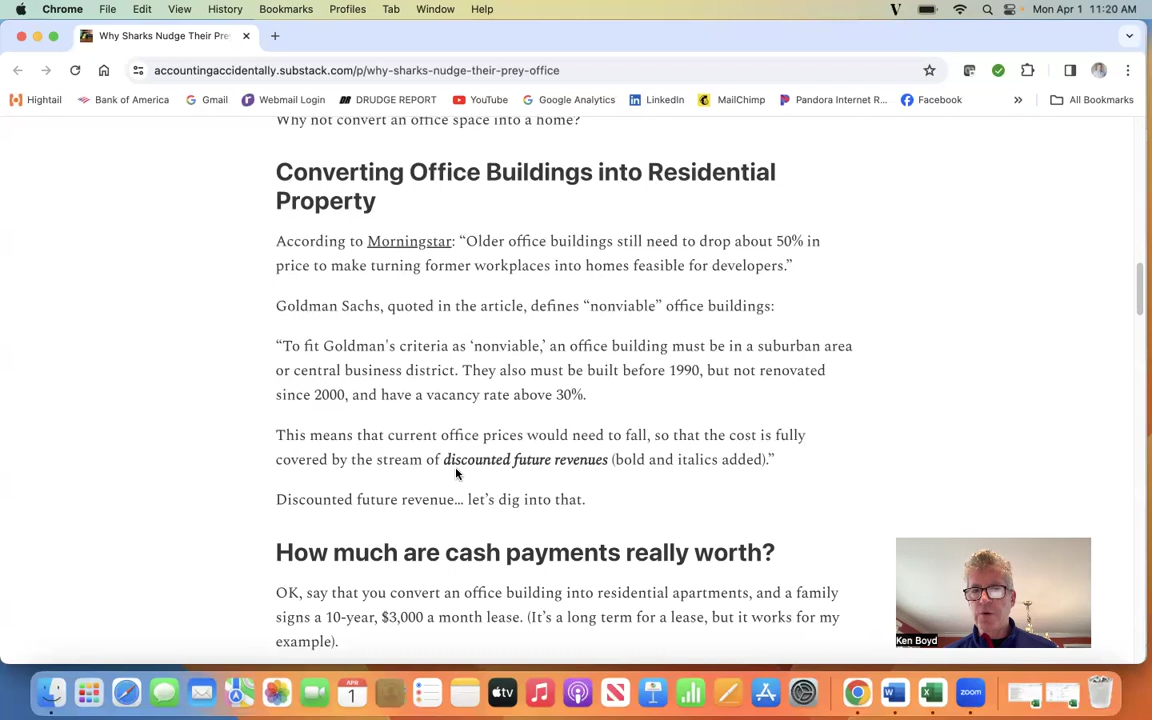 Chrome File Edit View History Bookmarks Profiles Tab Window Help Mon Apr 1 11:20 AM
Why Sharks Nudge Their Pre
accountingaccidentally.substack.com/p/why-sharks-nudge-their-prey-office
Hightail Bank of America Gmail Webmail Login DRUDGE REPORT YouTube Google Analytics LinkedIn MailChimp Pandora Internet R... Facebook » All Bookmarks
Why not convert an office space into a home?
Converting Office Buildings into Residential
Property
According to Morningstar: “Older office buildings still need to drop about 50% in
price to make turning former workplaces into homes feasible for developers.”
Goldman Sachs, quoted in the article, defines “nonviable” office buildings:
“To fit Goldman's criteria as ‘nonviable,’ an office building must be in a suburban area
or central business district. They also must be built before 1990, but not renovated
since 2000, and have a vacancy rate above 30%.
This means that current office prices would need to fall, so that the cost is fully
covered by the stream of discounted future revenues (bold and italics added).”
Discounted future revenue… let’s dig into that.
How much are cash payments really worth?
OK, say that you convert an office building into residential apartments, and a family
signs a 10-year, $3,000 a month lease. (It’s a long term for a lease, but it works for my
example).
Ken Boyd
APR
1
tv
zoom